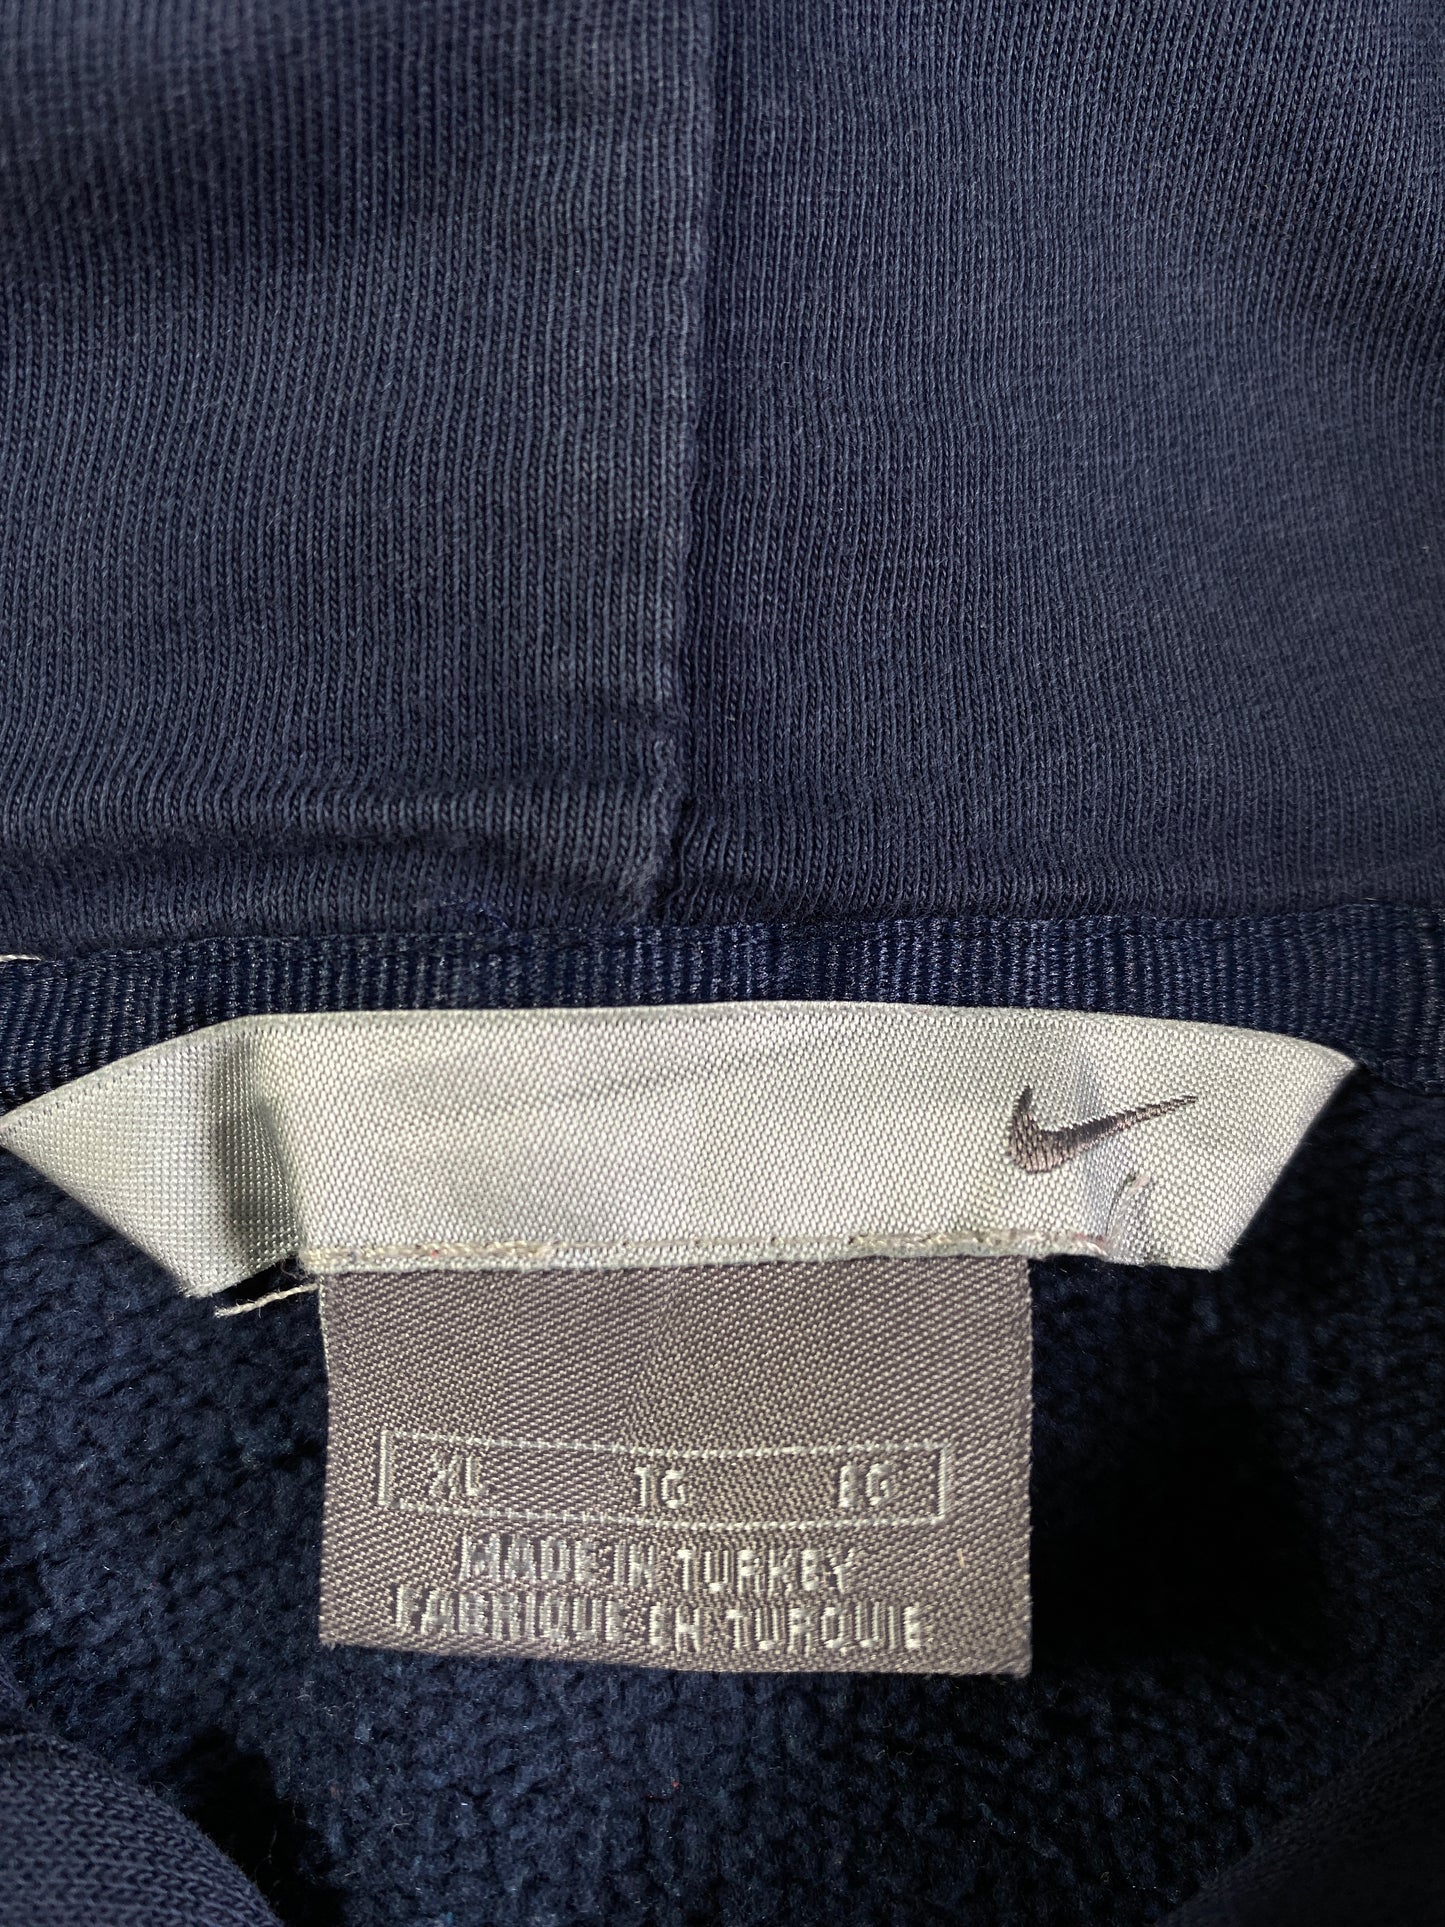 XL TG EG
MADE IN TURKEY
FABRIQUE EN TURQUIE